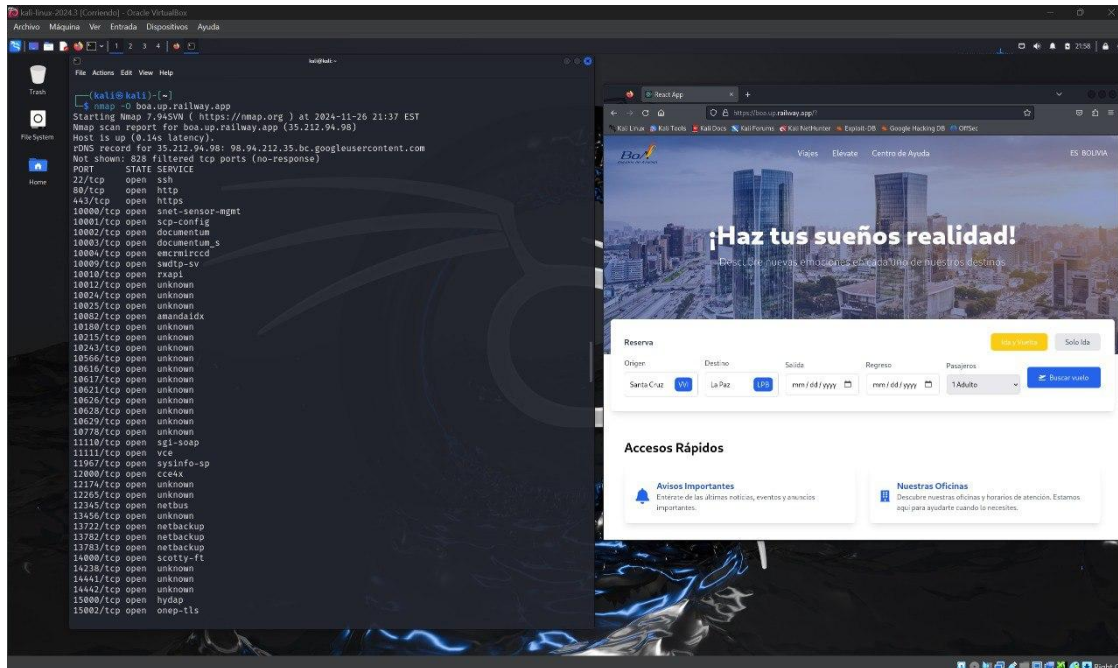 kali-linux-2024.3 [Corriendo] - Oracle VirtualBox
Archivo Máquina Ver Entrada Dispositivos Ayuda
1 2 3 4
21:58
Trash
File System
Home
kali@kali: ~
File Actions Edit View Help
(kali㉿kali)-[~]
$ nmap -O boa.up.railway.app
Starting Nmap 7.94SVN ( https://nmap.org ) at 2024-11-26 21:37 EST
Nmap scan report for boa.up.railway.app (35.212.94.98)
Host is up (0.14s latency).
rDNS record for 35.212.94.98: 98.94.212.35.bc.googleusercontent.com
Not shown: 828 filtered tcp ports (no-response)
PORT STATE SERVICE
22/tcp open ssh
80/tcp open http
443/tcp open https
10000/tcp open snet-sensor-mgmt
10001/tcp open scp-config
10002/tcp open documentum
10003/tcp open documentum_s
10004/tcp open emcrmirccd
10009/tcp open swdtp-sv
10010/tcp open rxapi
10012/tcp open unknown
10024/tcp open unknown
10025/tcp open unknown
10082/tcp open amandaidx
10180/tcp open unknown
10215/tcp open unknown
10243/tcp open unknown
10566/tcp open unknown
10616/tcp open unknown
10617/tcp open unknown
10621/tcp open unknown
10626/tcp open unknown
10628/tcp open unknown
10629/tcp open unknown
10778/tcp open unknown
11110/tcp open sgi-soap
11111/tcp open vce
11967/tcp open sysinfo-sp
12000/tcp open cce4x
12174/tcp open unknown
12265/tcp open unknown
12345/tcp open netbus
13456/tcp open unknown
13722/tcp open netbackup
13782/tcp open netbackup
13783/tcp open netbackup
14000/tcp open scotty-ft
14238/tcp open unknown
14441/tcp open unknown
14442/tcp open unknown
15000/tcp open hydap
15002/tcp open onep-tls
React App
https://boa.up.railway.app/?
Kali Linux Kali Tools Kali Docs Kali Forums Kali NetHunter Exploit-DB Google Hacking DB OffSec
BoA
Viajes Elévate Centro de Ayuda
ES BOLIVIA
¡Haz tus sueños realidad!
Descubre nuevas emociones en cada uno de nuestros destinos
Reserva
Ida y Vuelta Solo Ida
Origen Destino Salida Regreso Pasajeros
Santa Cruz VVI La Paz LPB mm/dd/yyyy mm/dd/yyyy 1 Adulto Buscar vuelo
Accesos Rápidos
Avisos Importantes
Entérate de las últimas noticias, eventos y anuncios
importantes.
Nuestras Oficinas
Descubre nuestras oficinas y horarios de atención. Estamos
aquí para ayudarte cuando lo necesites.